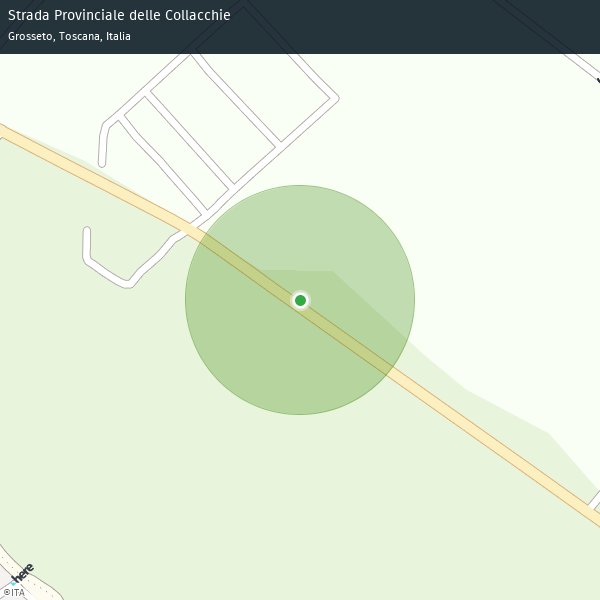 Strada Provinciale delle Collacchie
Grosseto, Toscana, Italia
here
©ITA